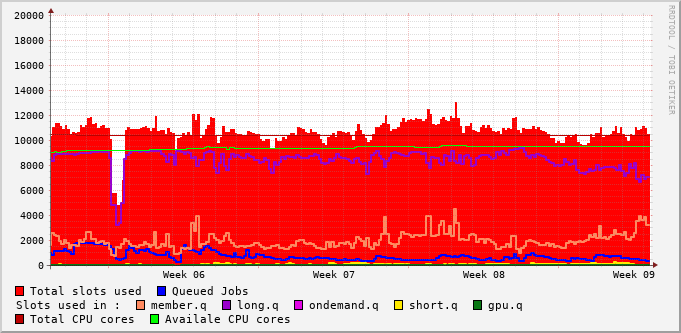 20000
18000
16000
14000
12000
10000
8000
6000
4000
2000
0
Week 06 Week 07 Week 08 Week 09
RRDTOOL / TOBI OETIKER
Total slots used Queued Jobs
Slots used in : member.q long.q ondemand.q short.q gpu.q
Total CPU cores Availale CPU cores